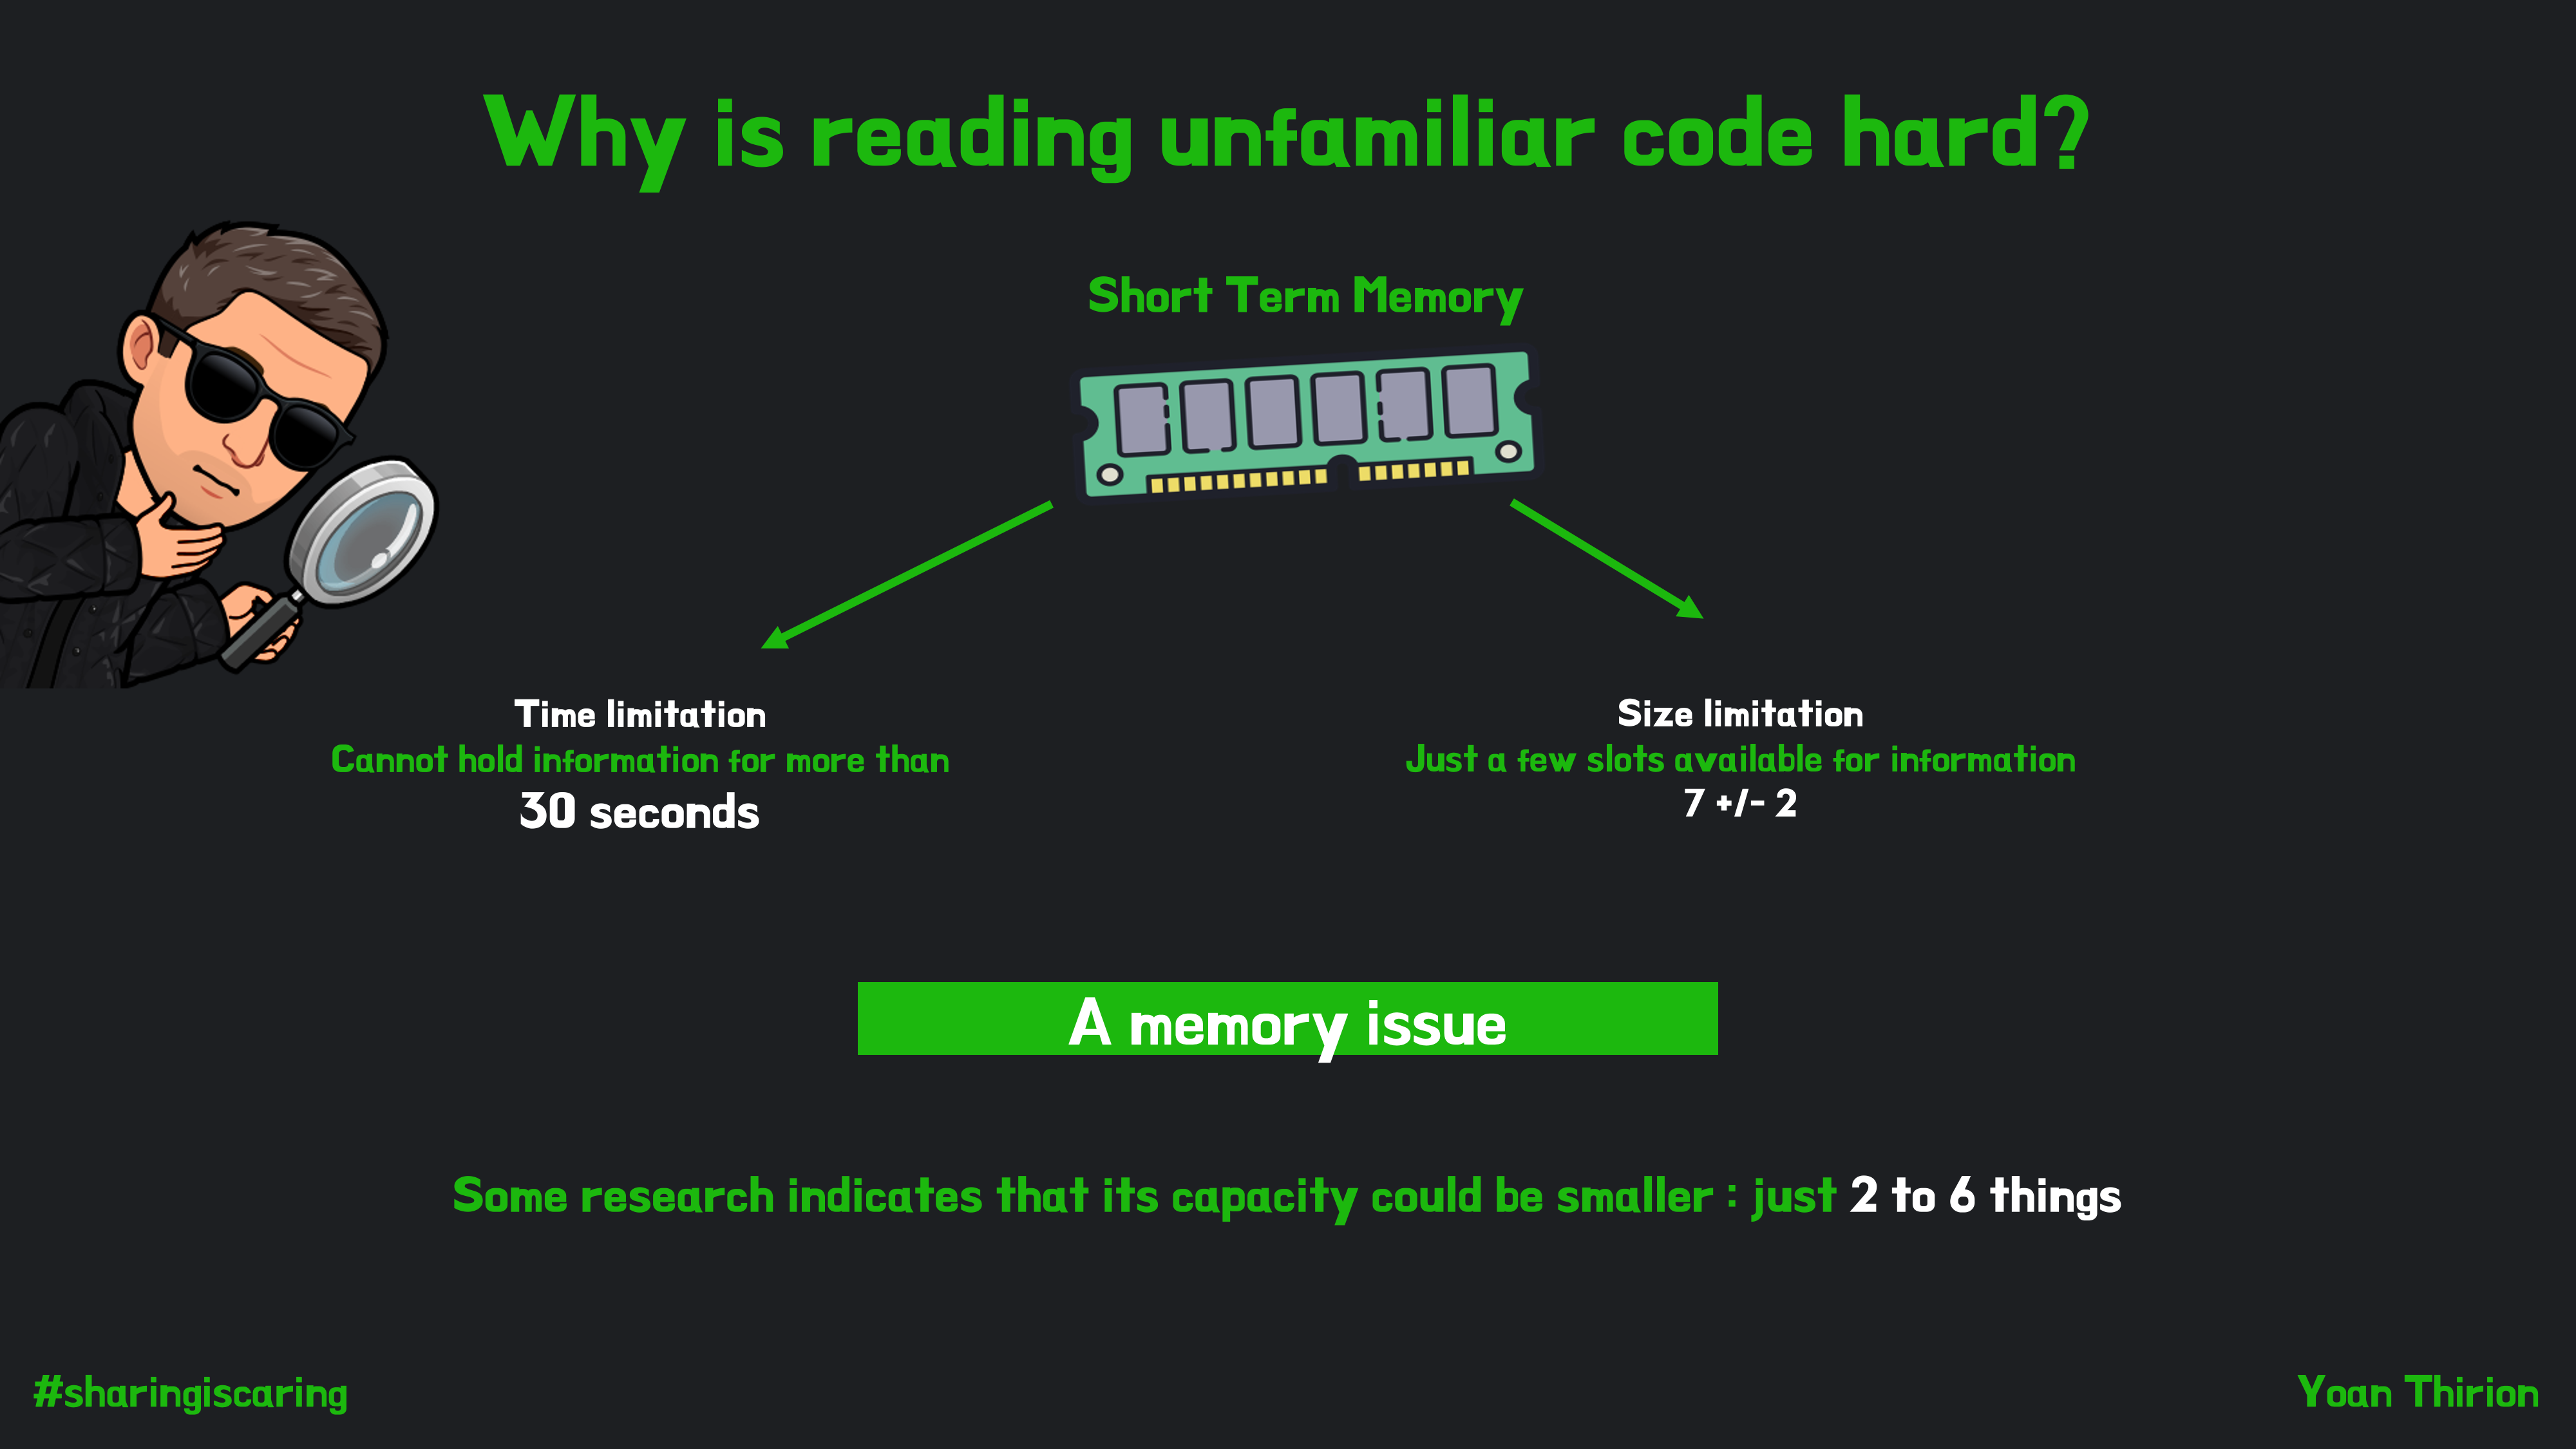 Why is reading unfamiliar code hard?
Short Term Memory
Time limitation
Cannot hold information for more than
30 seconds
Size limitation
Just a few slots available for information
7 +/- 2
A memory issue
Some research indicates that its capacity could be smaller : just 2 to 6 things
#sharingiscaring
Yoan Thirion